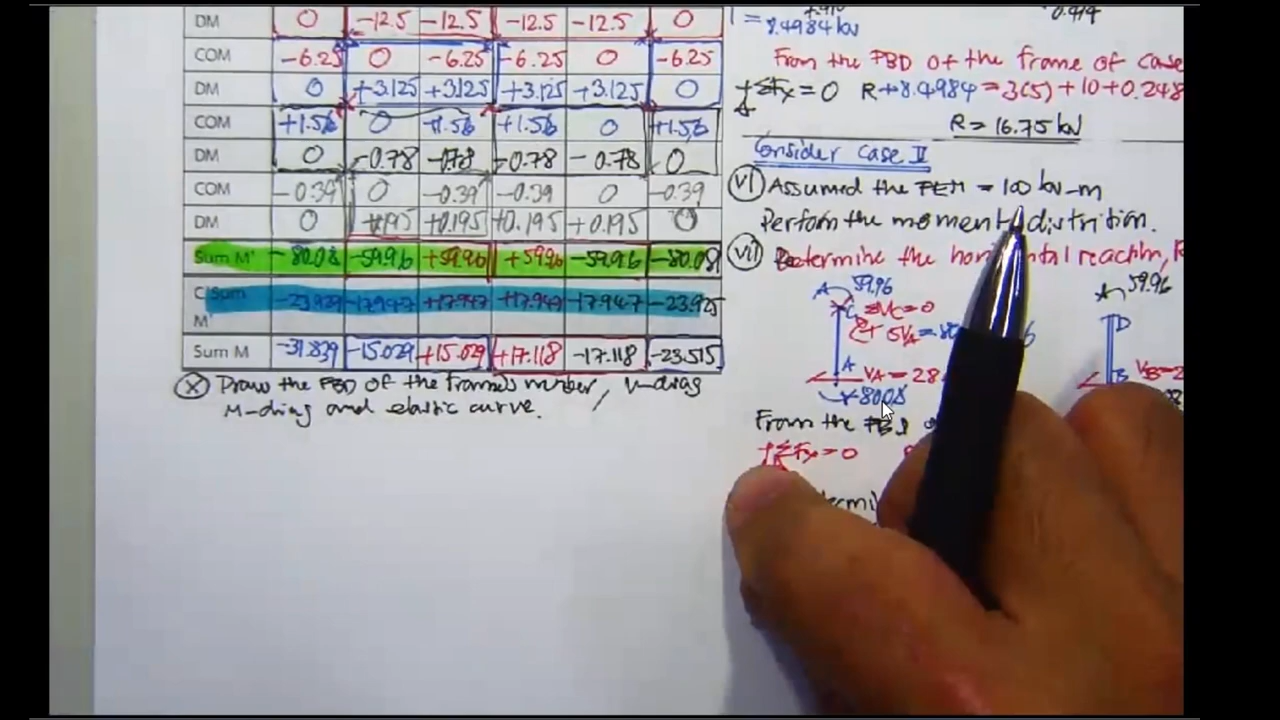 DM 0 -12.5 -12.5 -12.5 -12.5 0
COM -6.25 0 -6.25 -6.25 0 -6.25
DM 0 +3.125 +3.125 +3.125 +3.125 0
COM +1.56 0 +1.56 +1.56 0 +1.56
DM 0 -0.78 -0.78 -0.78 -0.78 0
COM -0.39 0 -0.39 -0.39 0 -0.39
DM 0 +0.195 +0.195 +0.195 +0.195 0
Sum M' -80.08 -59.96 +59.96 +59.96 -59.96 -80.08
C Sum M' -23.929 -17.947 +17.947 +17.947 -17.947 -23.925
Sum M -31.839 -15.029 +15.029 +17.118 -17.118 -23.515
(X) Draw the FBD of the frame's member, V-diag
M-diag and elastic curve.
= 8.4984 kN
From the FBD of the frame of case
+ΣFx = 0 R + 8.4984 = 3(5) + 10 + 0.248
R = 16.75 kN
Consider case II
(vi) Assumed the FEM = 100 kN-m
Perform the moment distrition.
(vii) Determine the horizontal reaction, R
A 59.96
C ΣMC = 0
+ 5VA = 80
A VA = 28
80.08
59.96
D
B VB = 2
From the FBD
+ΣFx = 0